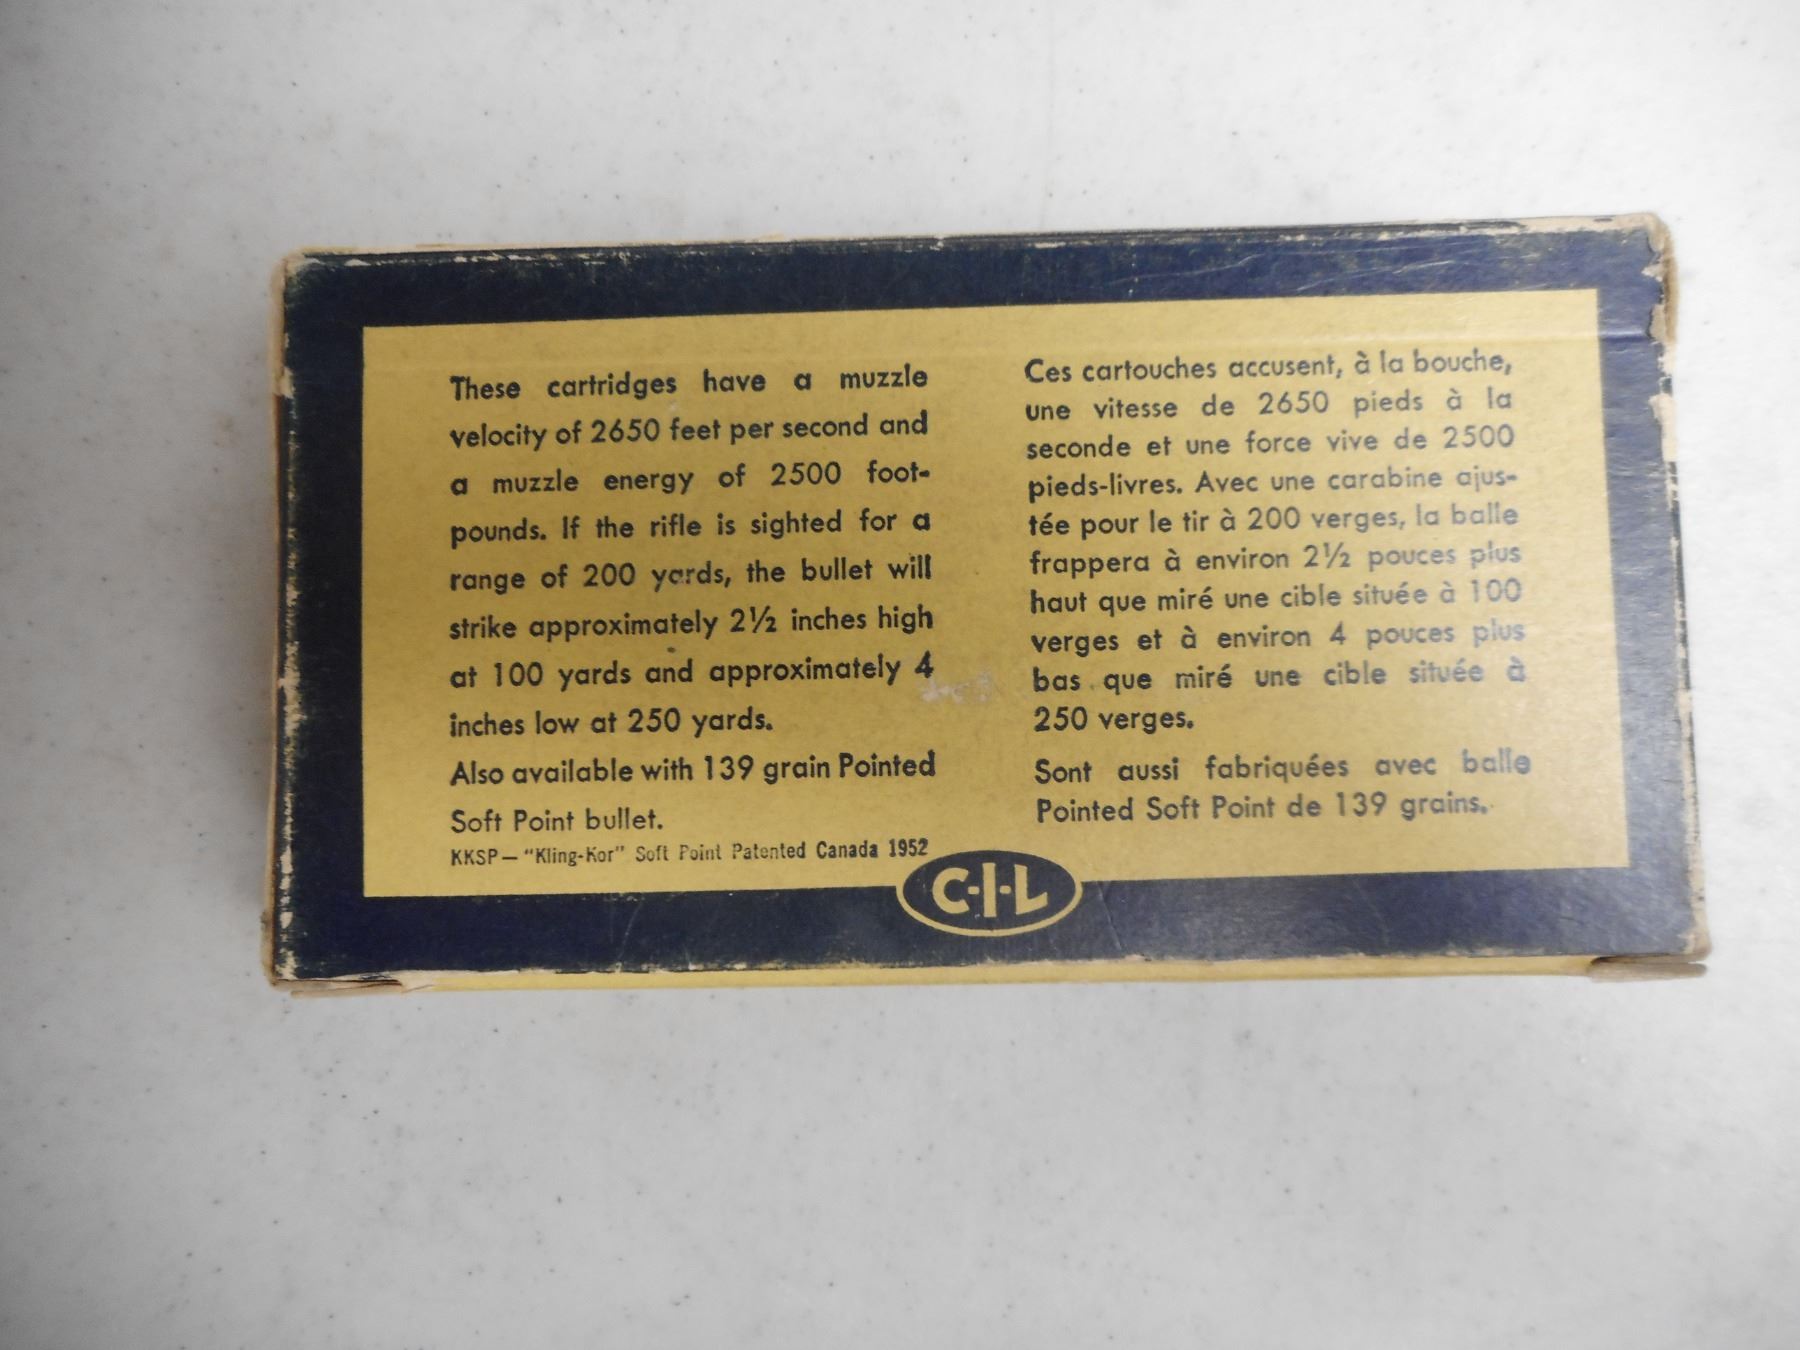 These cartridges have a muzzle
velocity of 2650 feet per second and
a muzzle energy of 2500 foot-
pounds. If the rifle is sighted for a
range of 200 yards, the bullet will
strike approximately 2½ inches high
at 100 yards and approximately 4
inches low at 250 yards.
Also available with 139 grain Pointed
Soft Point bullet.
KKSP — "Kling-Kor" Soft Point Patented Canada 1952
Ces cartouches accusent, à la bouche,
une vitesse de 2650 pieds à la
seconde et une force vive de 2500
pieds-livres. Avec une carabine ajus-
tée pour le tir à 200 verges, la balle
frappera à environ 2½ pouces plus
haut que miré une cible située à 100
verges et à environ 4 pouces plus
bas que miré une cible située à
250 verges.
Sont aussi fabriquées avec balle
Pointed Soft Point de 139 grains.
C-I-L